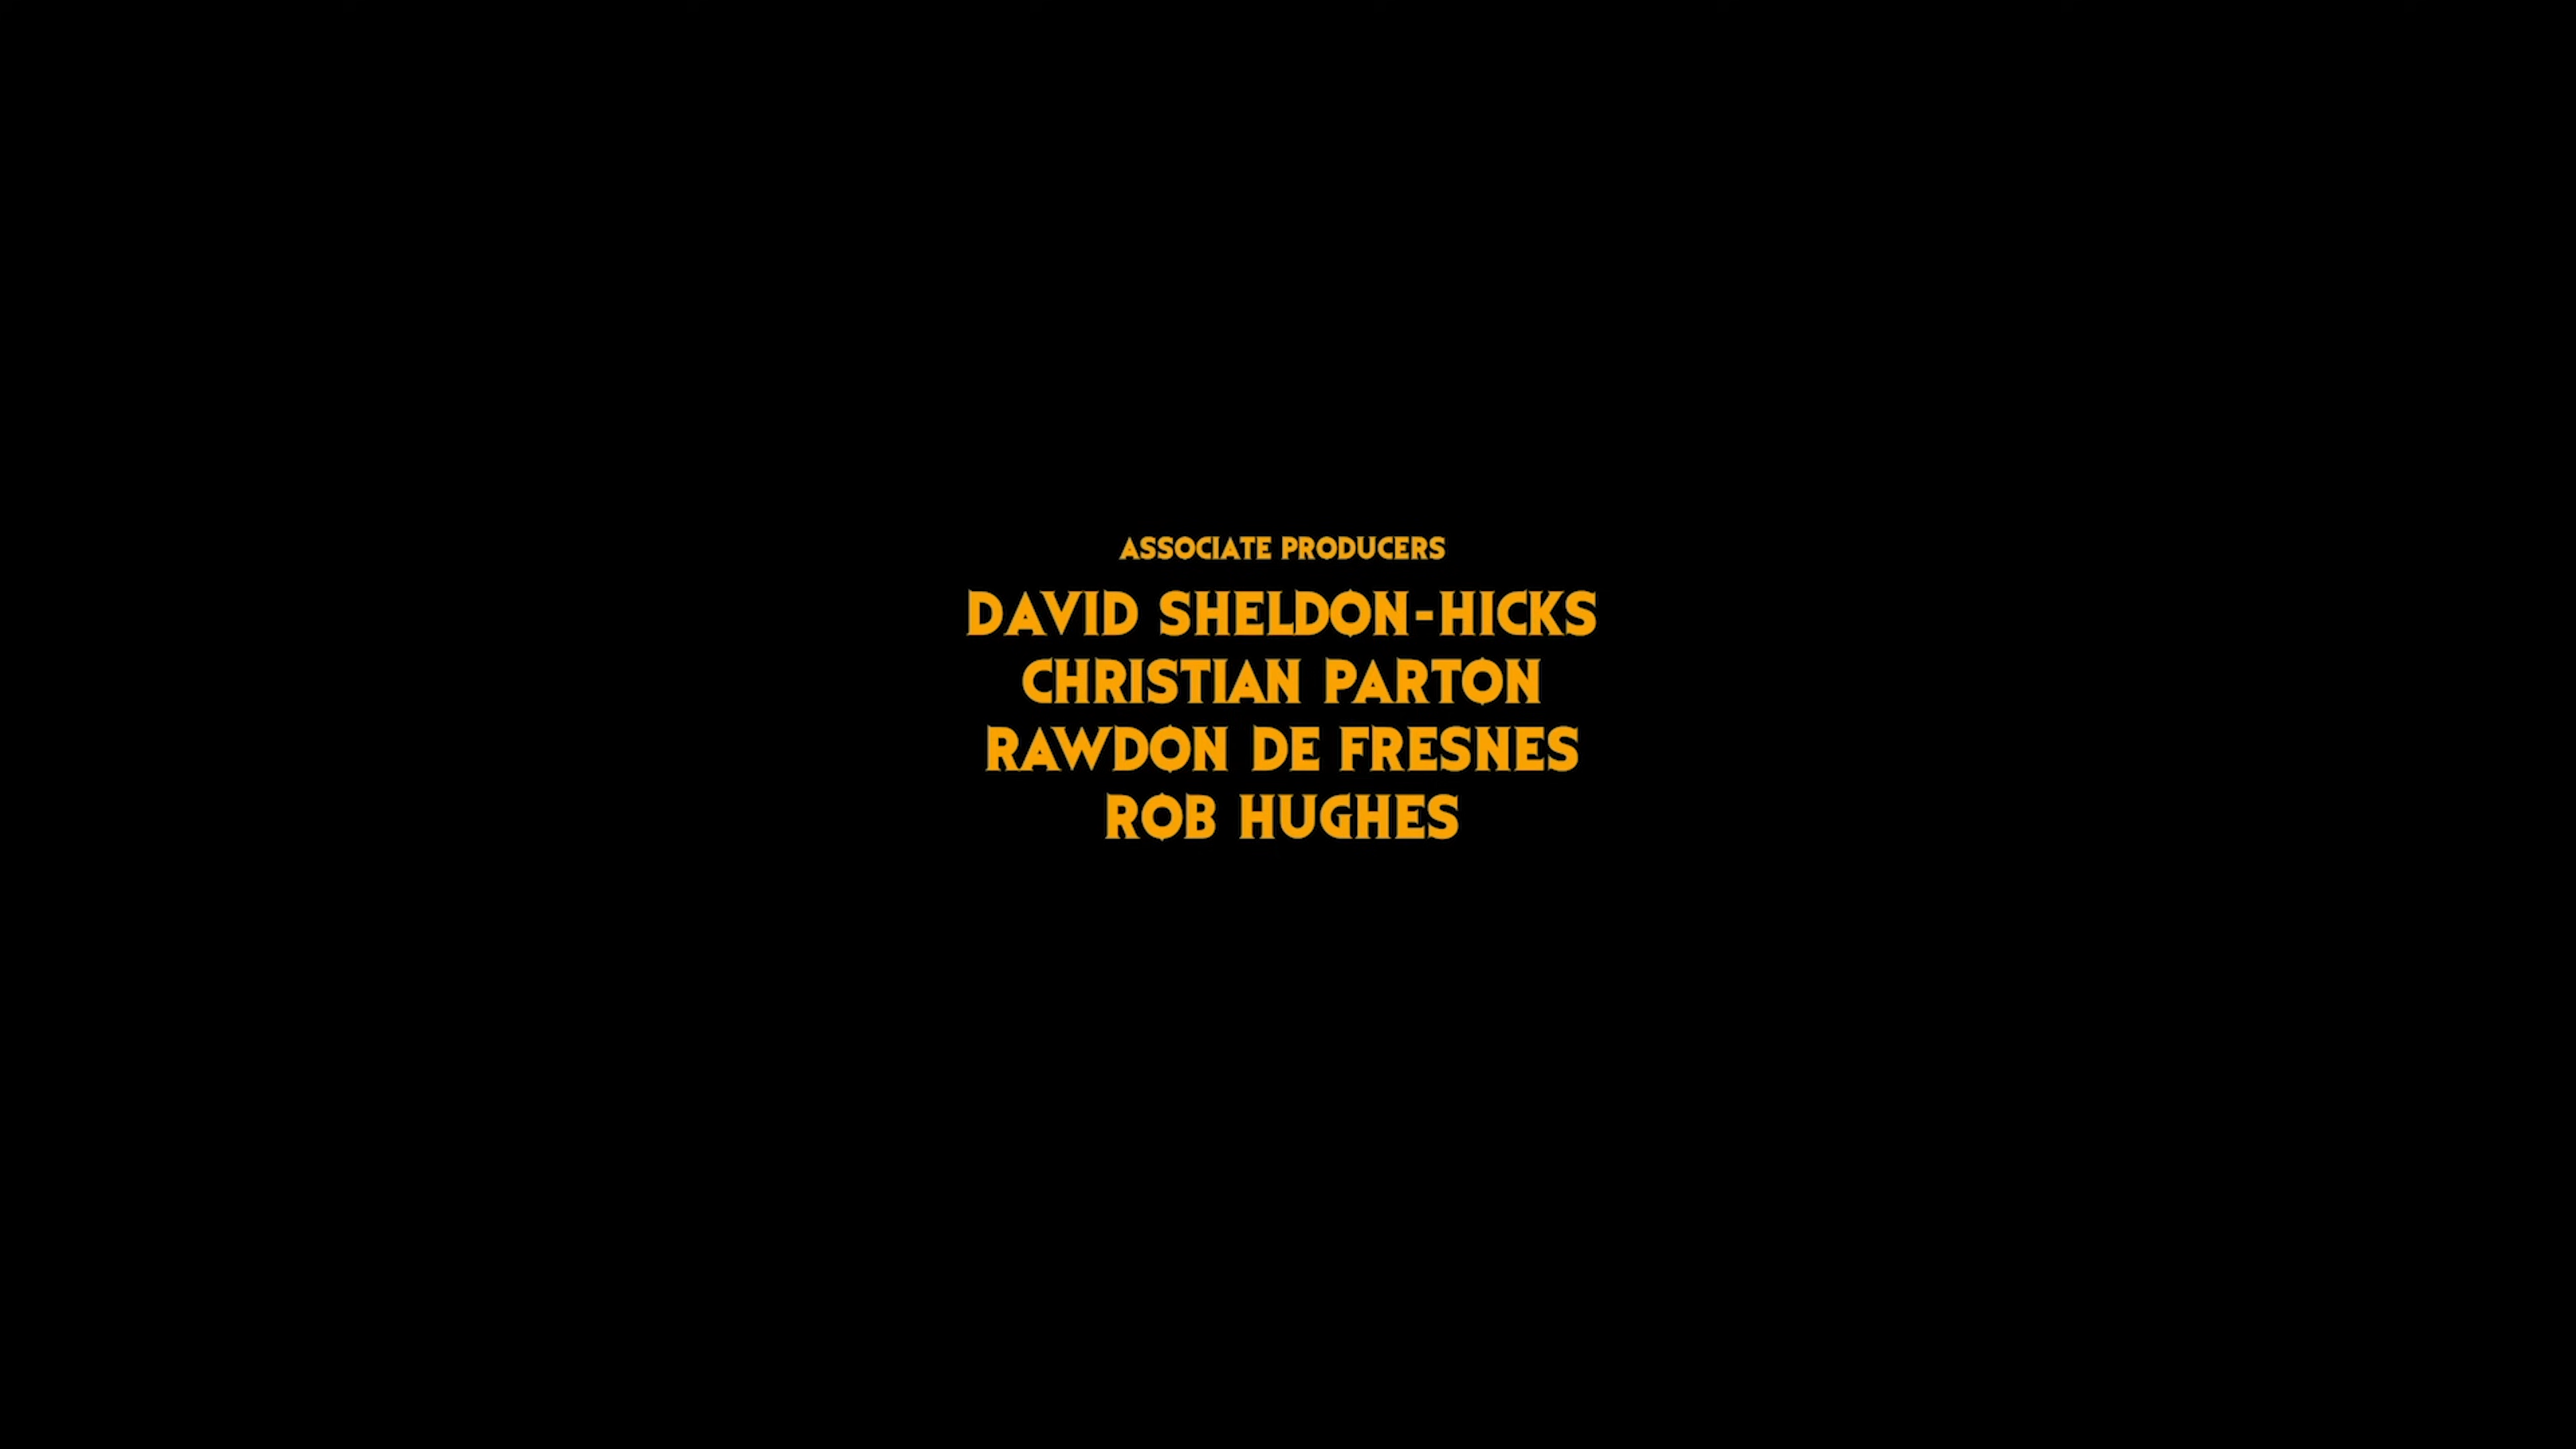 ASSOCIATE PRODUCERS
DAVID SHELDON-HICKS
CHRISTIAN PARTON
RAWDON DE FRESNES
ROB HUGHES